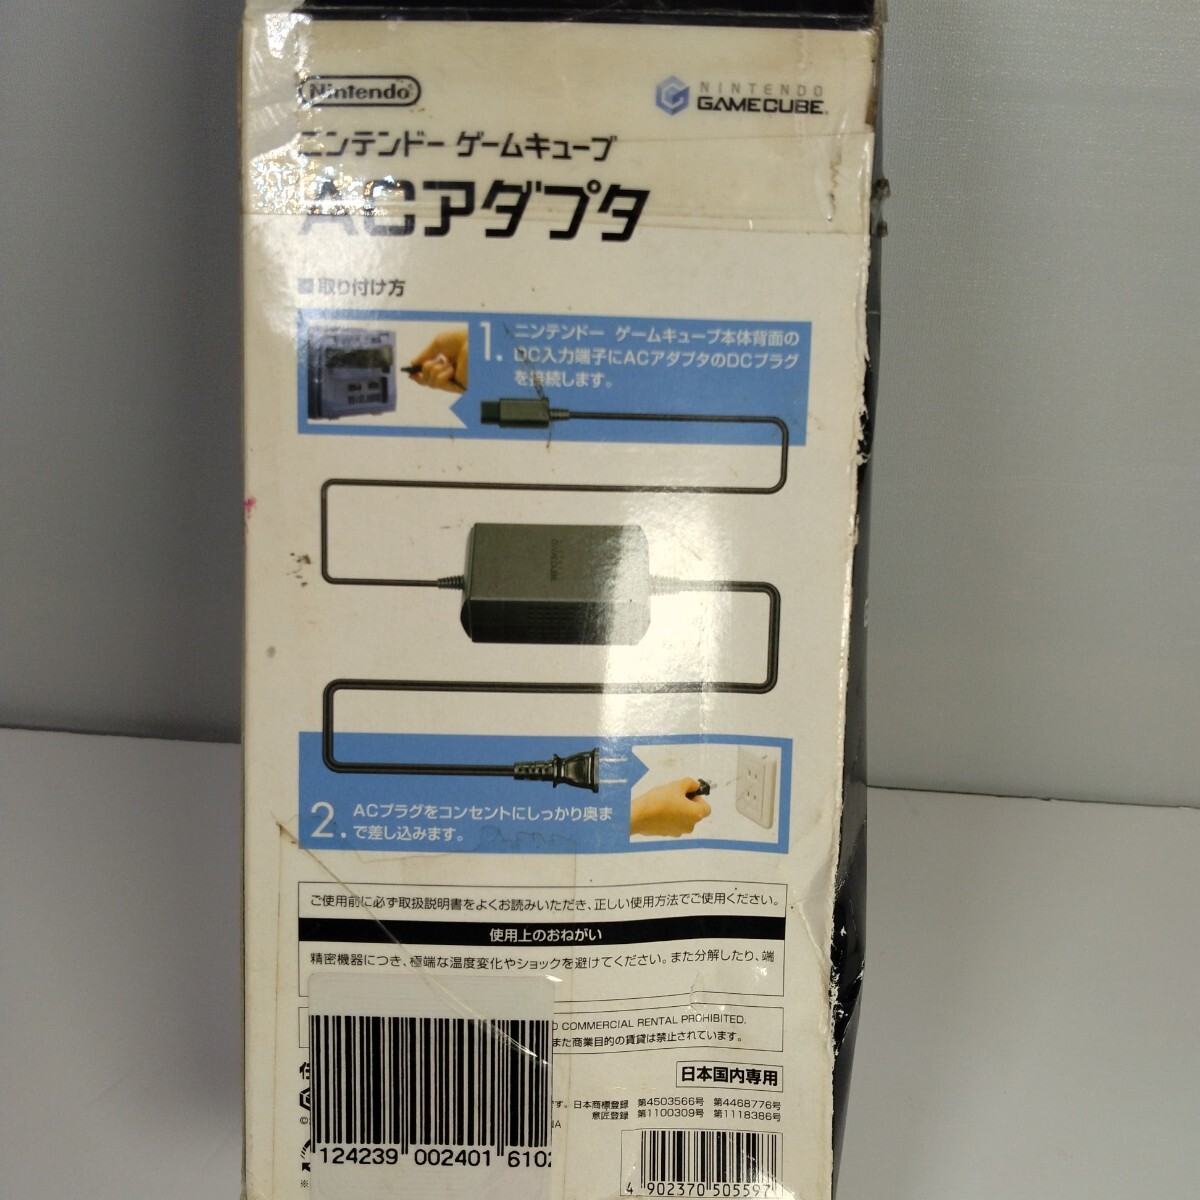 Nintendo
NINTENDO
GAMECUBE
ニンテンドー ゲームキューブ
ACアダプタ
取り付け方
1. ニンテンドー ゲームキューブ本体背面の
DC入力端子にACアダプタのDCプラグ
を接続します。
2. ACプラグをコンセントにしっかり奥ま
で差し込みます。
ご使用前に必ず取扱説明書をよくお読みいただき、正しい使用方法でご使用ください。
使用上のおねがい
精密機器につき、極端な温度変化やショックを避けてください。また分解したり、端
COMMERCIAL RENTAL PROHIBITED.
また商業目的の賃貸は禁止されています。
日本国内専用
す。日本商標登録 第4503566号 第4468776号
意匠登録 第1100309号 第1118386号
124239 002401 6102
4 902370 505597